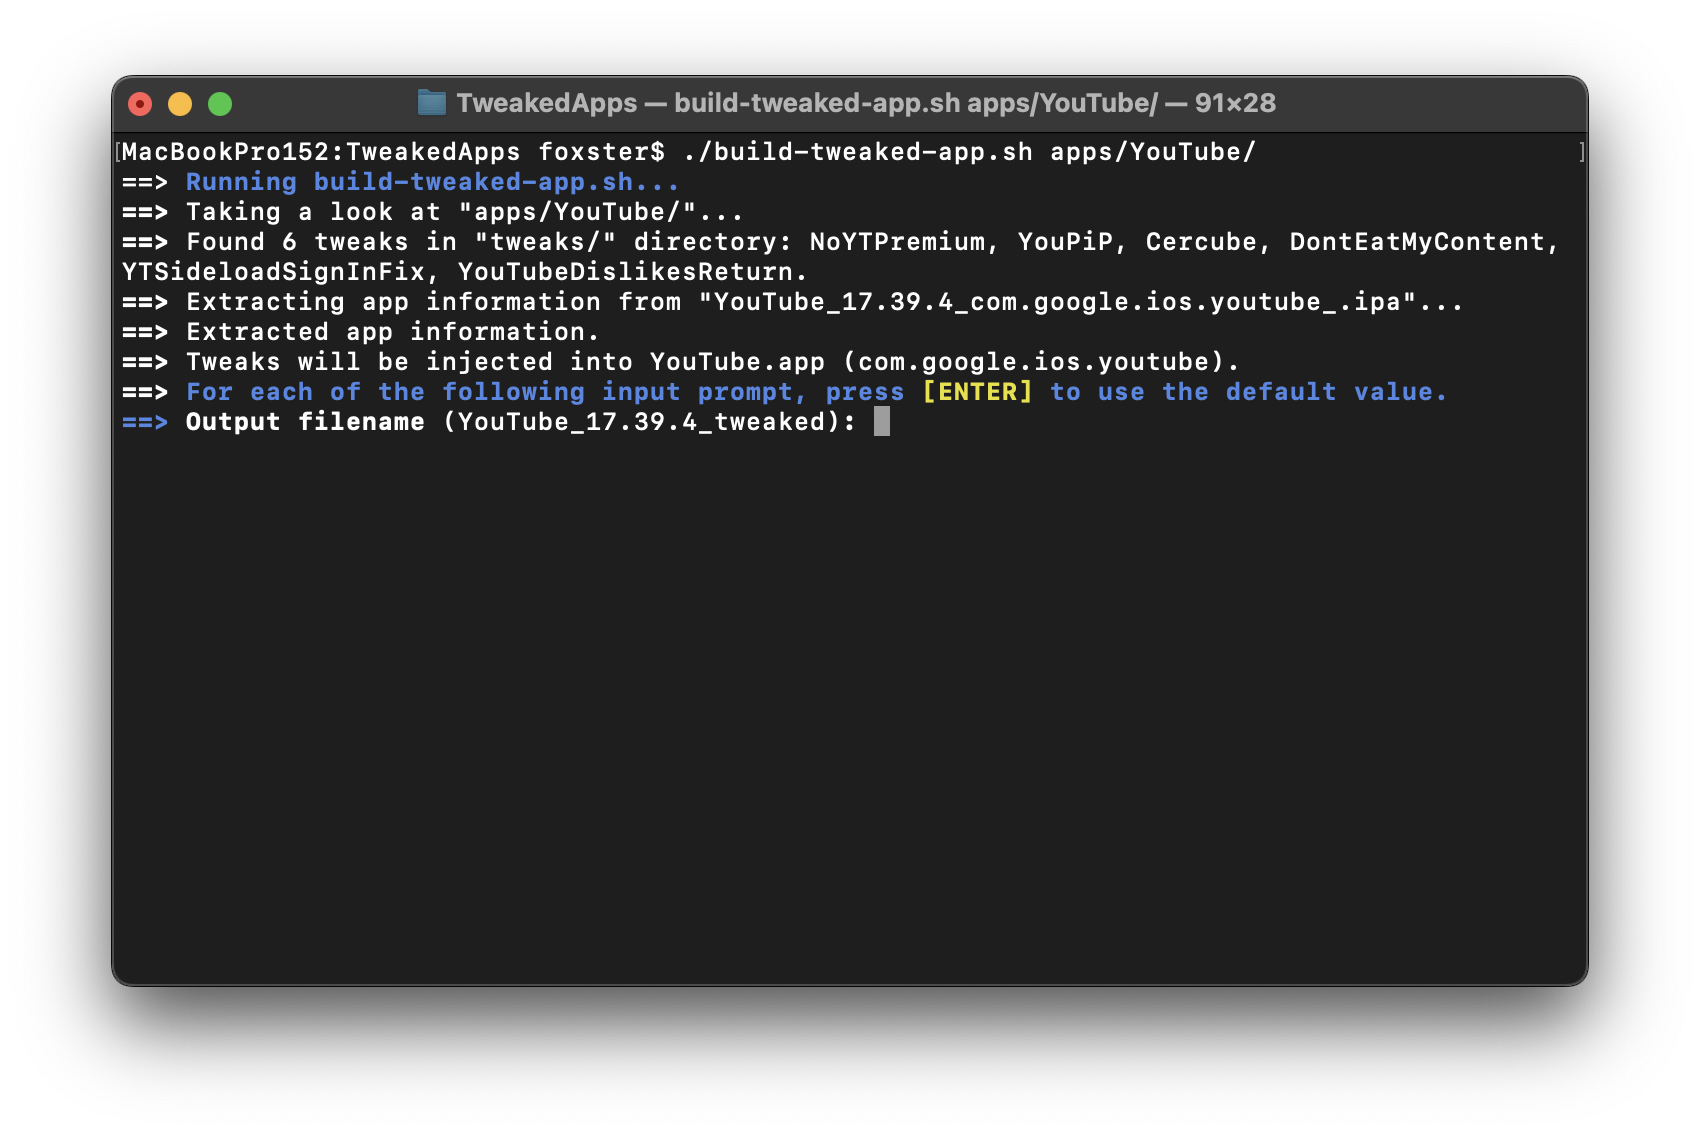 TweakedApps — build-tweaked-app.sh apps/YouTube/ — 91×28
[MacBookPro152:TweakedApps foxster$ ./build-tweaked-app.sh apps/YouTube/ ]
==> Running build-tweaked-app.sh...
==> Taking a look at "apps/YouTube/"...
==> Found 6 tweaks in "tweaks/" directory: NoYTPremium, YouPiP, Cercube, DontEatMyContent,
YTSideloadSignInFix, YouTubeDislikesReturn.
==> Extracting app information from "YouTube_17.39.4_com.google.ios.youtube_.ipa"...
==> Extracted app information.
==> Tweaks will be injected into YouTube.app (com.google.ios.youtube).
==> For each of the following input prompt, press [ENTER] to use the default value.
==> Output filename (YouTube_17.39.4_tweaked):